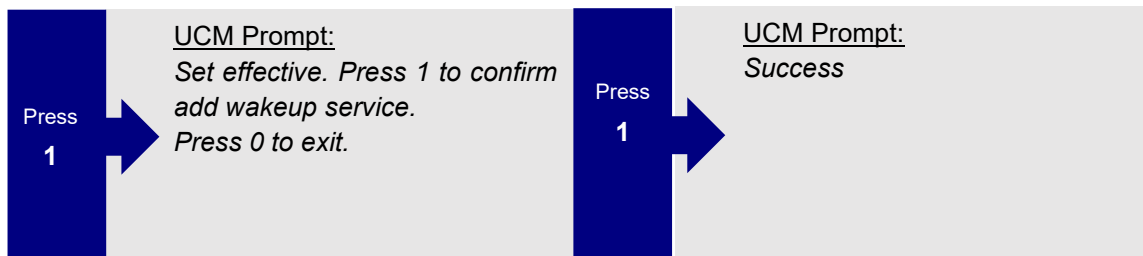 Press
1
UCM Prompt:
Set effective. Press 1 to confirm
add wakeup service.
Press 0 to exit.
Press
1
UCM Prompt:
Success